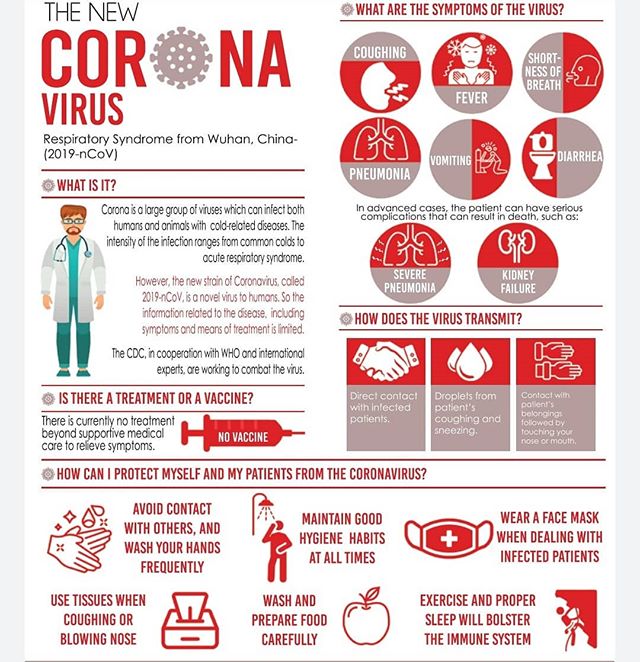 THE NEW
CORONA
VIRUS
Respiratory Syndrome from Wuhan, China-
(2019-nCoV)
WHAT IS IT?
Corona is a large group of viruses which can infect both
humans and animals with cold-related diseases. The
intensity of the infection ranges from common colds to
acute respiratory syndrome.
However, the new strain of Coronavirus, called
2019-nCoV, is a novel virus to humans. So the
information related to the disease, including
symptoms and means of treatment is limited.
The CDC, in cooperation with WHO and international
experts, are working to combat the virus.
IS THERE A TREATMENT OR A VACCINE?
There is currently no treatment
beyond supportive medical
care to relieve symptoms.
NO VACCINE
WHAT ARE THE SYMPTOMS OF THE VIRUS?
COUGHING
FEVER
SHORT-
NESS OF
BREATH
PNEUMONIA
VOMITING
DIARRHEA
In advanced cases, the patient can have serious
complications that can result in death, such as:
SEVERE
PNEUMONIA
KIDNEY
FAILURE
HOW DOES THE VIRUS TRANSMIT?
Direct contact
with infected
patients.
Droplets from
patient's
coughing and
sneezing.
Contact with
patient's
belongings
followed by
touching your
nose or mouth.
HOW CAN I PROTECT MYSELF AND MY PATIENTS FROM THE CORONAVIRUS?
AVOID CONTACT
WITH OTHERS, AND
WASH YOUR HANDS
FREQUENTLY
MAINTAIN GOOD
HYGIENE HABITS
AT ALL TIMES
WEAR A FACE MASK
WHEN DEALING WITH
INFECTED PATIENTS
USE TISSUES WHEN
COUGHING OR
BLOWING NOSE
WASH AND
PREPARE FOOD
CAREFULLY
EXERCISE AND PROPER
SLEEP WILL BOLSTER
THE IMMUNE SYSTEM